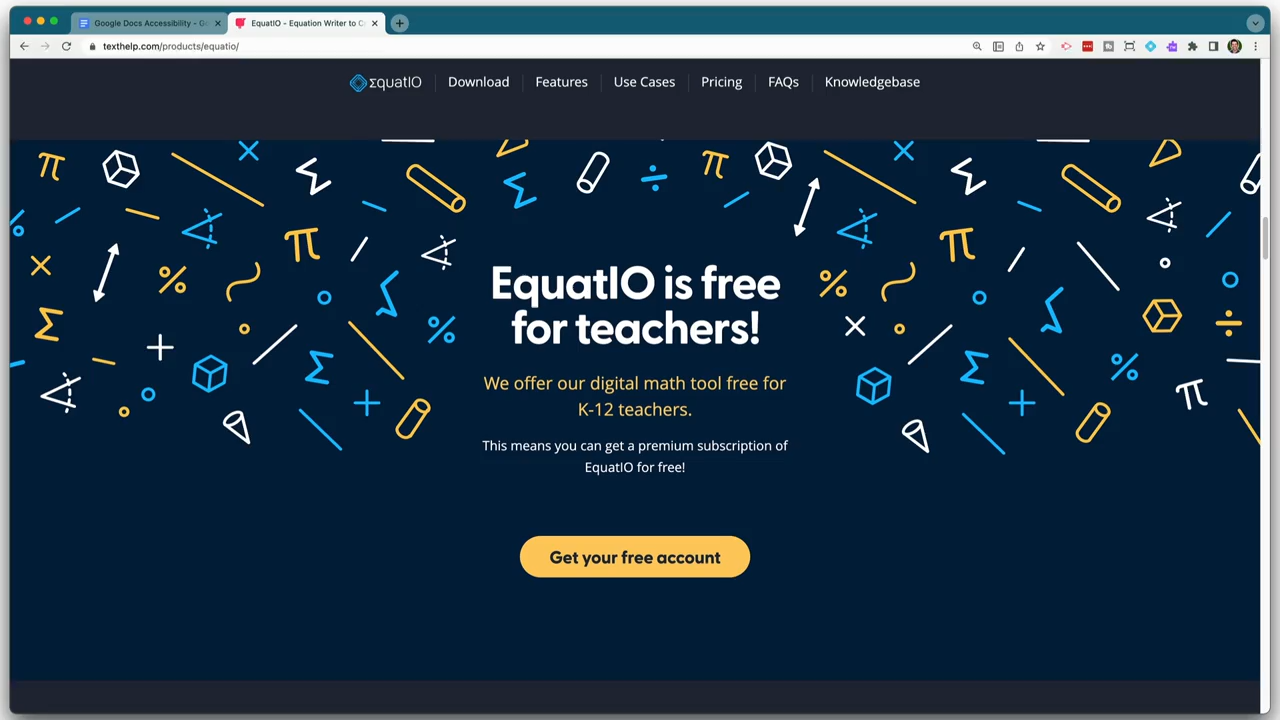 Google Docs Accessibility - G
EquatIO - Equation Writer to C
texthelp.com/products/equatio/
ΣquatIO
Download
Features
Use Cases
Pricing
FAQs
Knowledgebase
EquatIO is free
for teachers!
We offer our digital math tool free for
K-12 teachers.
This means you can get a premium subscription of
EquatIO for free!
Get your free account